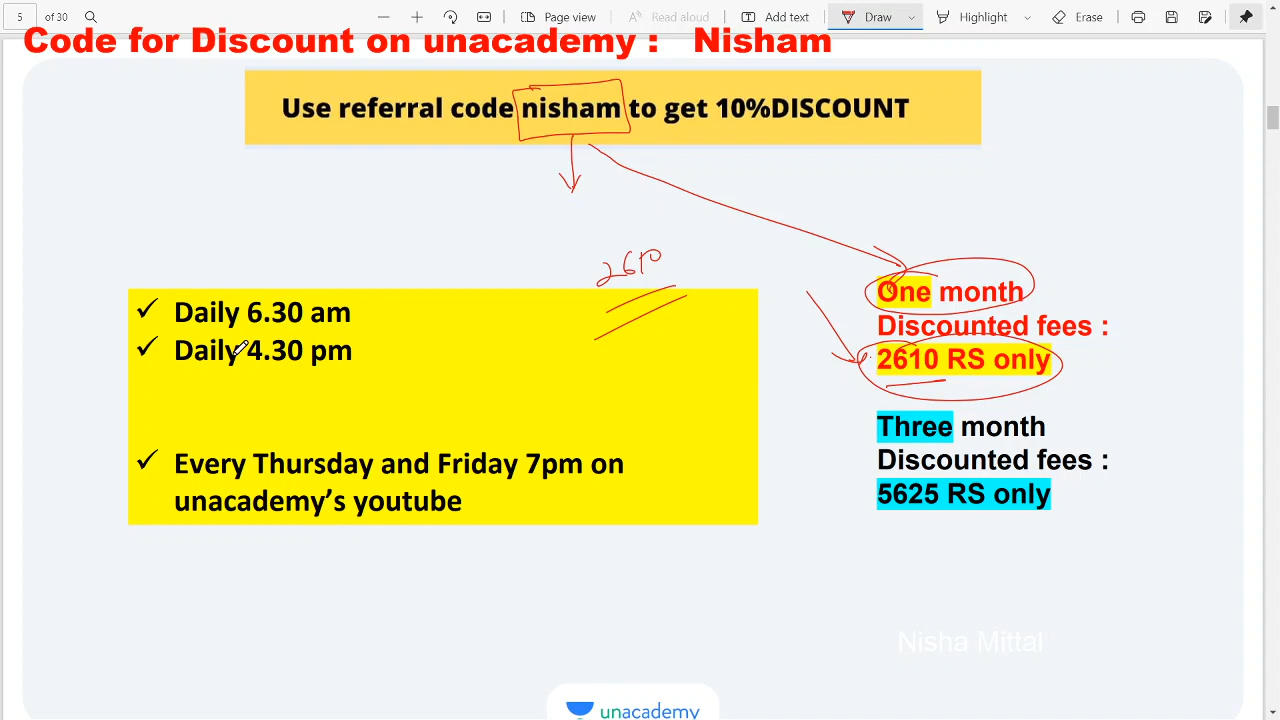 5 of 30 Page view Read aloud Add text Draw Highlight Erase
Code for Discount on unacademy : Nisham
Use referral code nisham to get 10%DISCOUNT
2610
✓ Daily 6.30 am
✓ Daily 4.30 pm
✓ Every Thursday and Friday 7pm on
unacademy’s youtube
One month
Discounted fees :
2610 RS only
Three month
Discounted fees :
5625 RS only
Nisha Mittal
unacademy